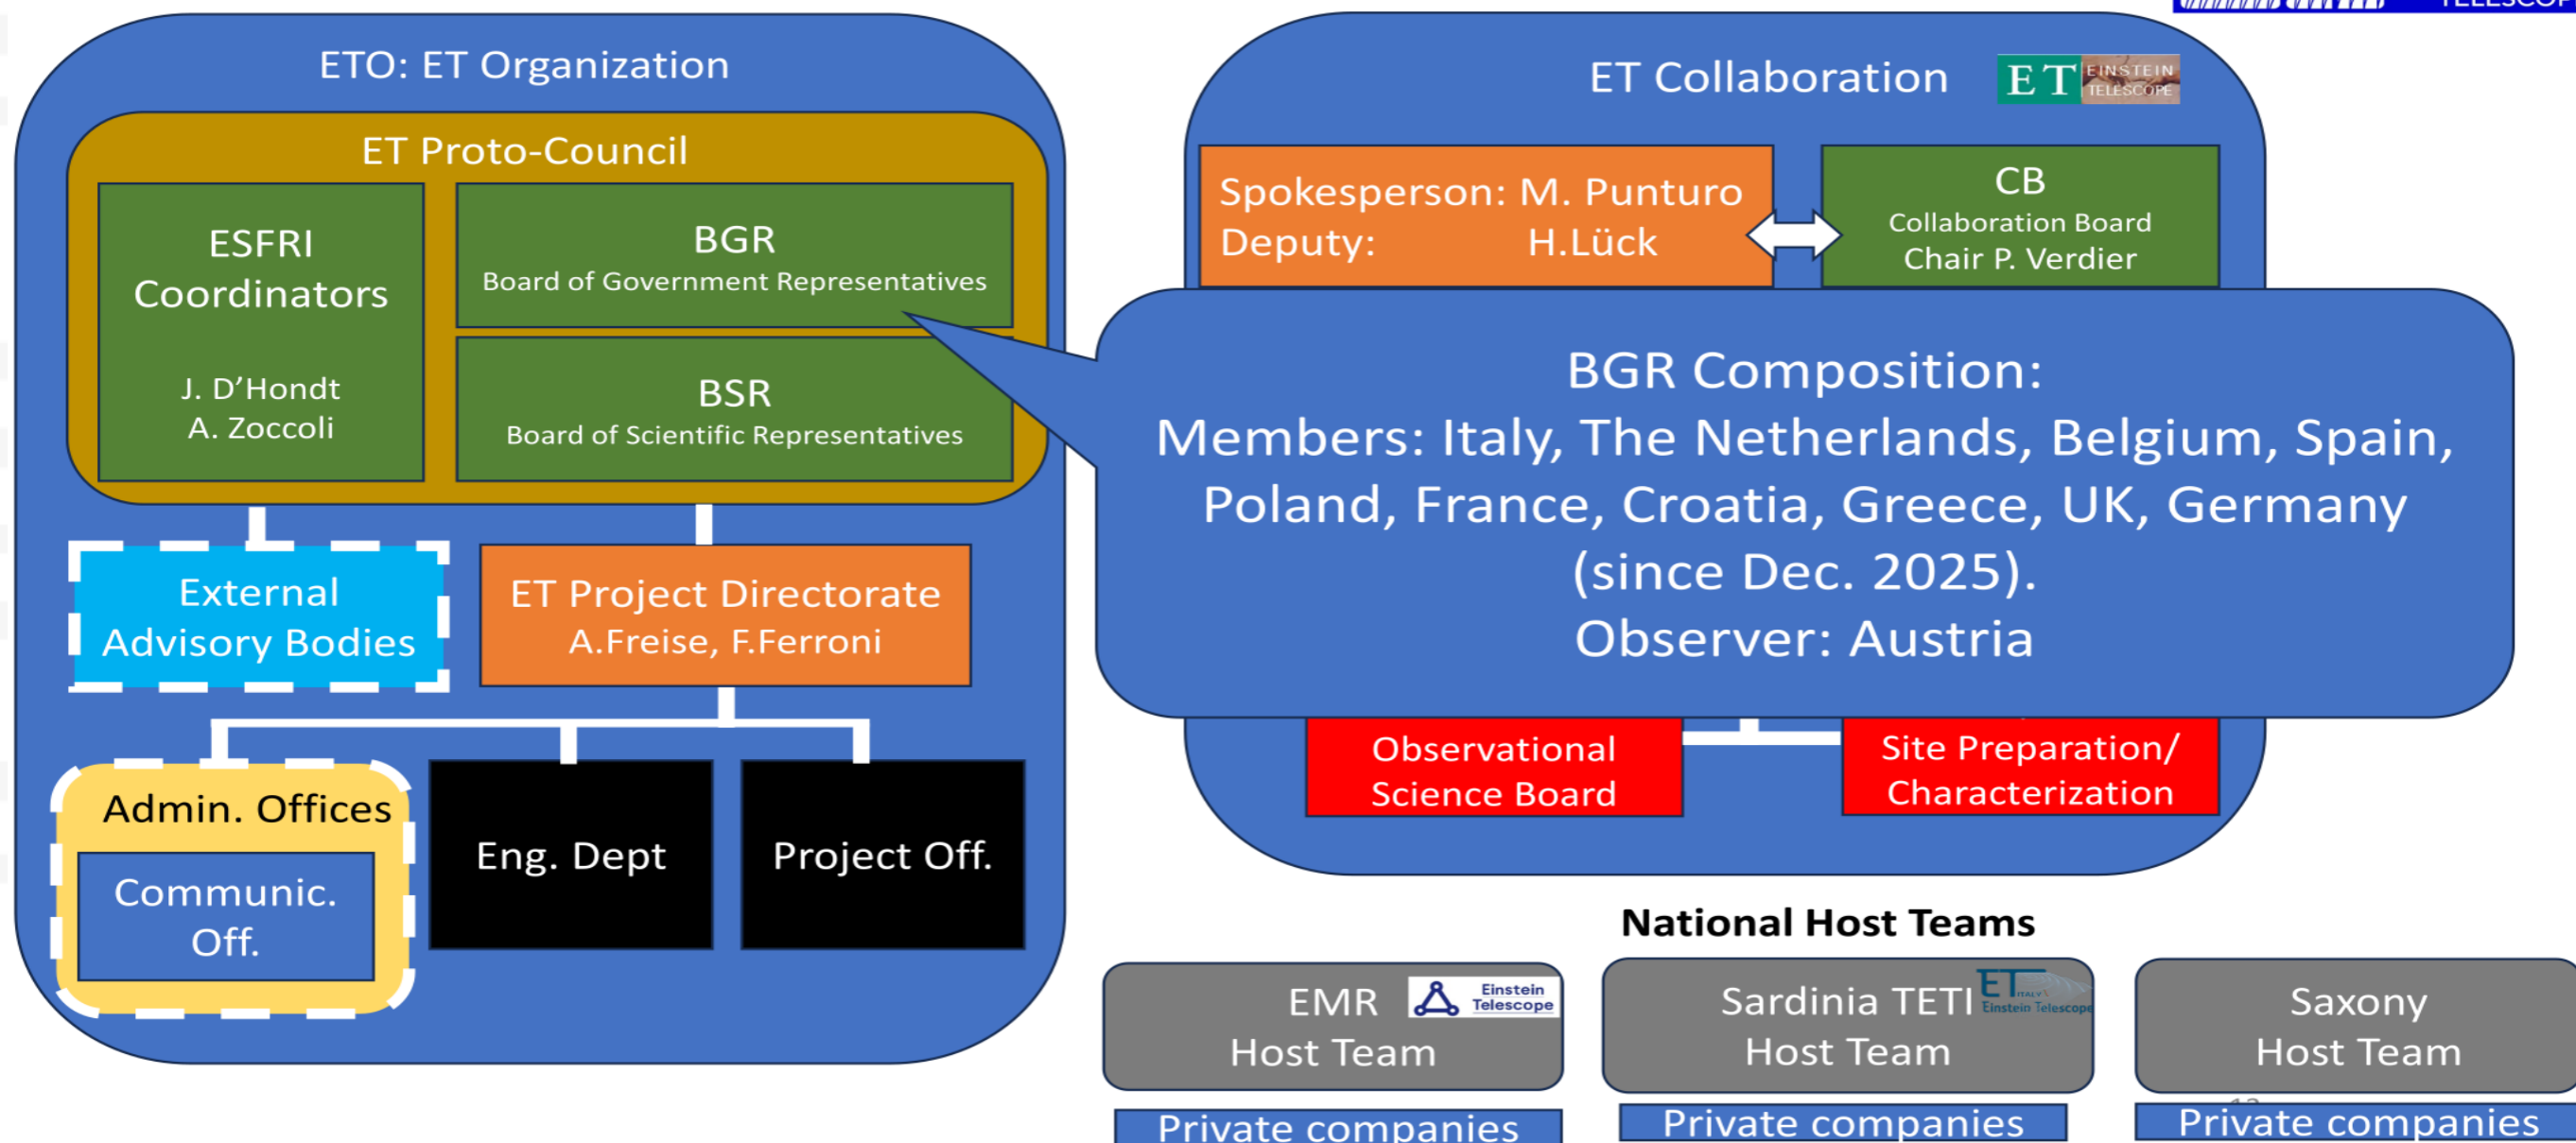 TELESCOPE
ETO: ET Organization
ET Proto-Council
ESFRI
Coordinators
J. D’Hondt
A. Zoccoli
BGR
Board of Government Representatives
BSR
Board of Scientific Representatives
External
Advisory Bodies
ET Project Directorate
A.Freise, F.Ferroni
Admin. Offices
Communic.
Off.
Eng. Dept
Project Off.
ET Collaboration
ET EINSTEIN
TELESCOPE
Spokesperson: M. Punturo
Deputy: H.Lück
CB
Collaboration Board
Chair P. Verdier
BGR Composition:
Members: Italy, The Netherlands, Belgium, Spain,
Poland, France, Croatia, Greece, UK, Germany
(since Dec. 2025).
Observer: Austria
Observational
Science Board
Site Preparation/
Characterization
National Host Teams
EMR
Host Team
Einstein
Telescope
Sardinia TETI
Host Team
ET ITALY
Einstein Telescope
Saxony
Host Team
Private companies
Private companies
Private companies